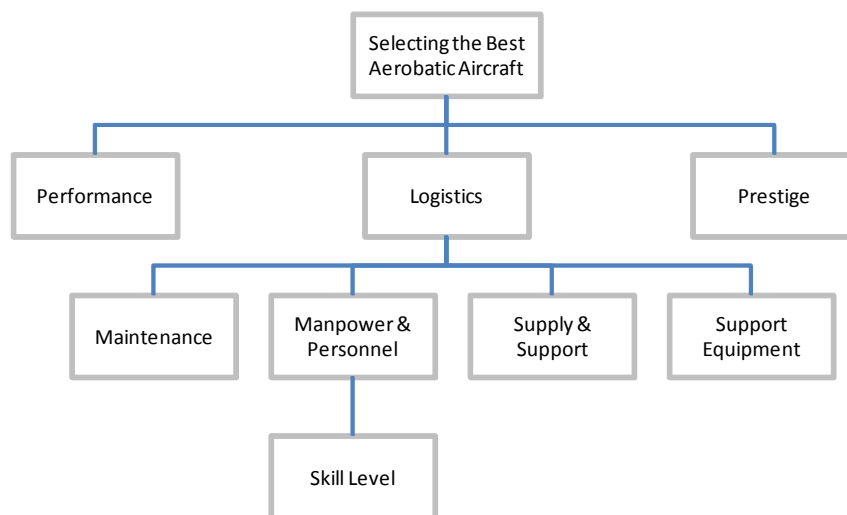 Selecting the Best
Aerobatic Aircraft
Performance
Logistics
Prestige
Maintenance
Manpower &
Personnel
Supply &
Support
Support
Equipment
Skill Level